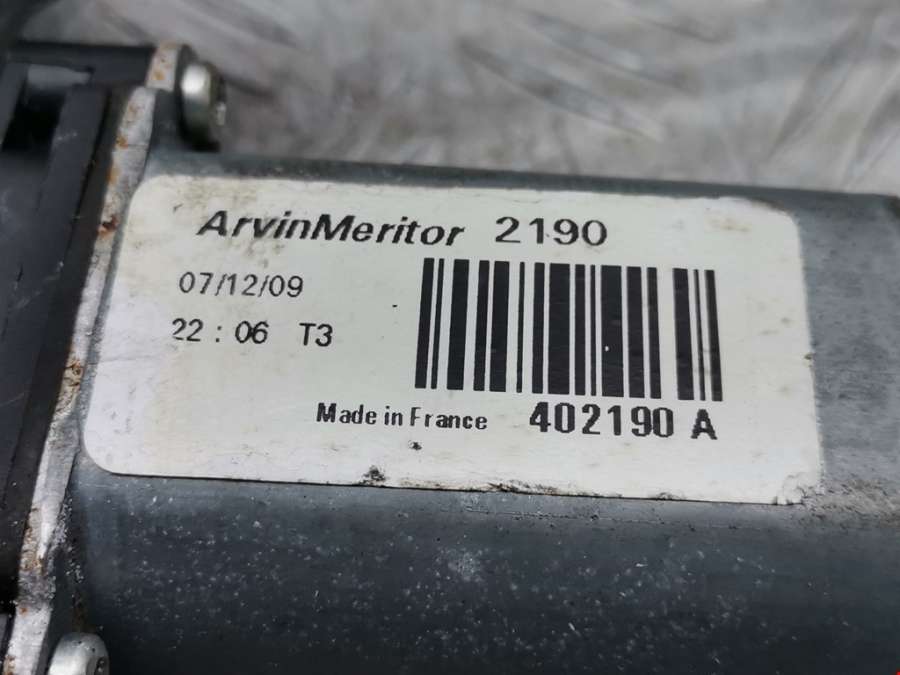 ArvinMeritor 2190
07/12/09
22 : 06 T3
Made in France 402190 A